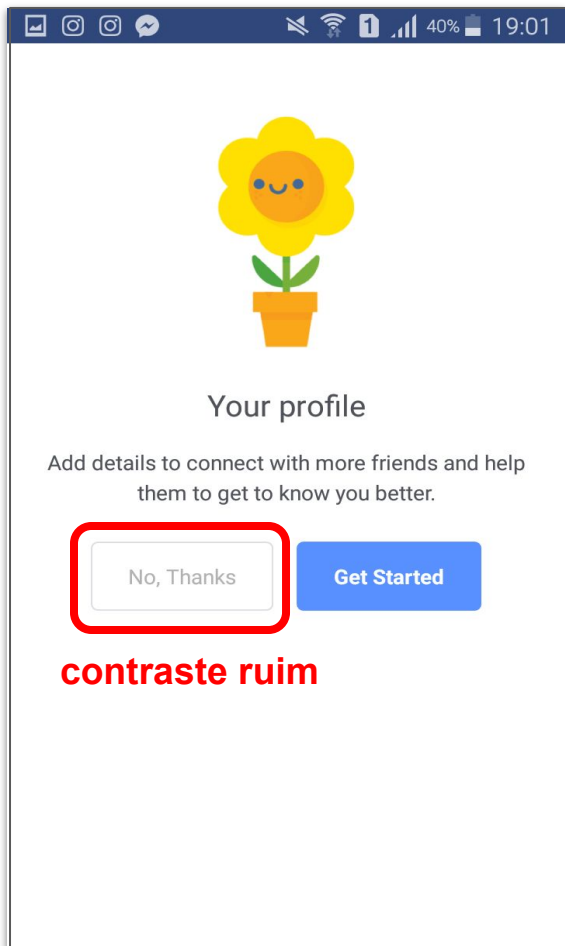 1 40% 19:01
Your profile
Add details to connect with more friends and help
them to get to know you better.
No, Thanks Get Started
contraste ruim